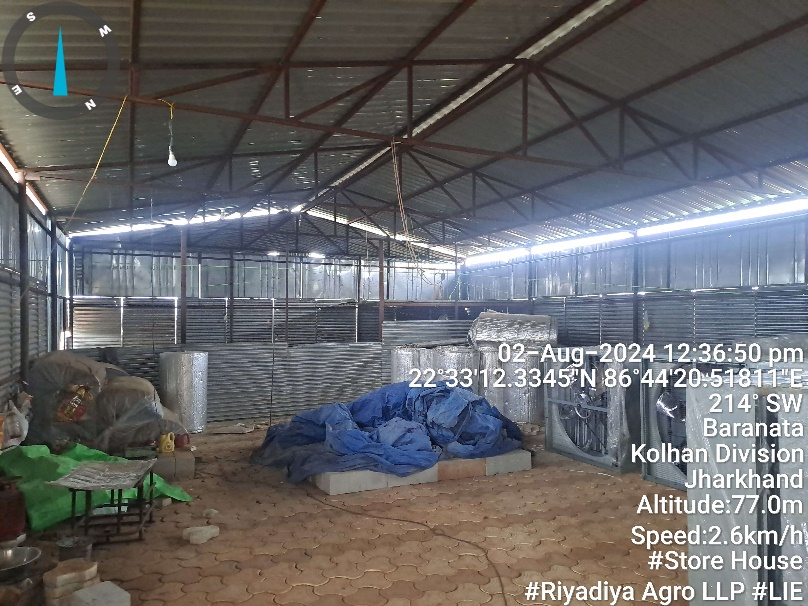 S
W
E
N
02-Aug-2024 12:36:50 pm
22°33'12.3345"N 86°44'20.51811"E
214° SW
Baranata
Kolhan Division
Jharkhand
Altitude:77.0m
Speed:2.6km/h
#Store House
#Riyadiya Agro LLP #LIE